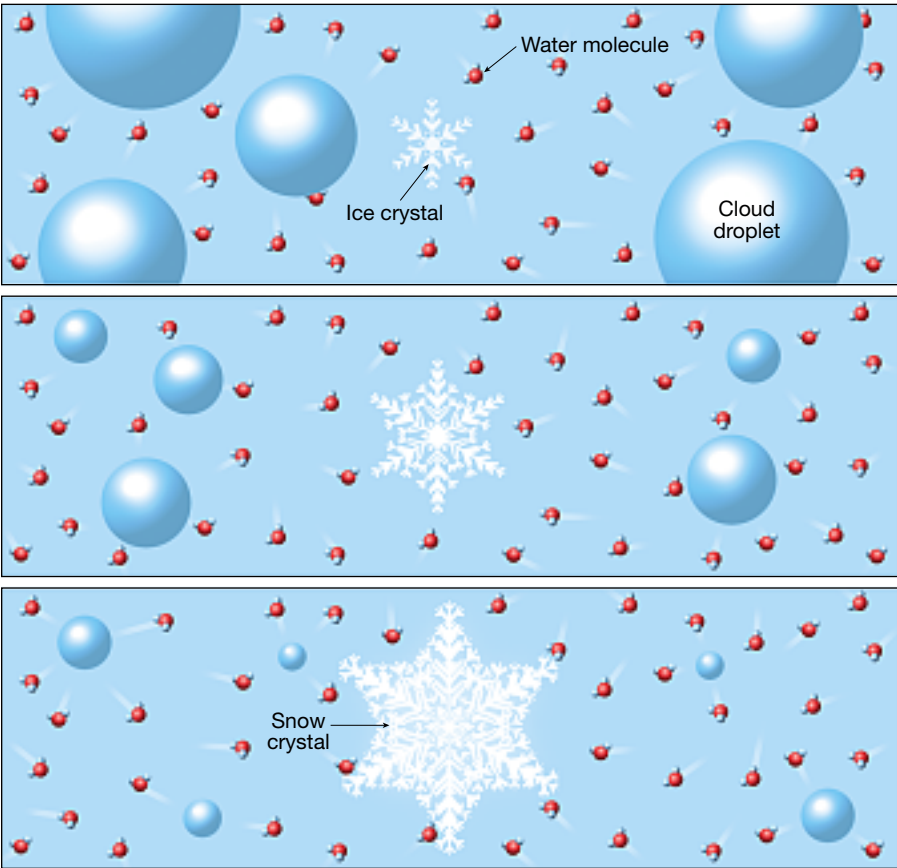 Water molecule
Ice crystal
Cloud
droplet
Snow
crystal